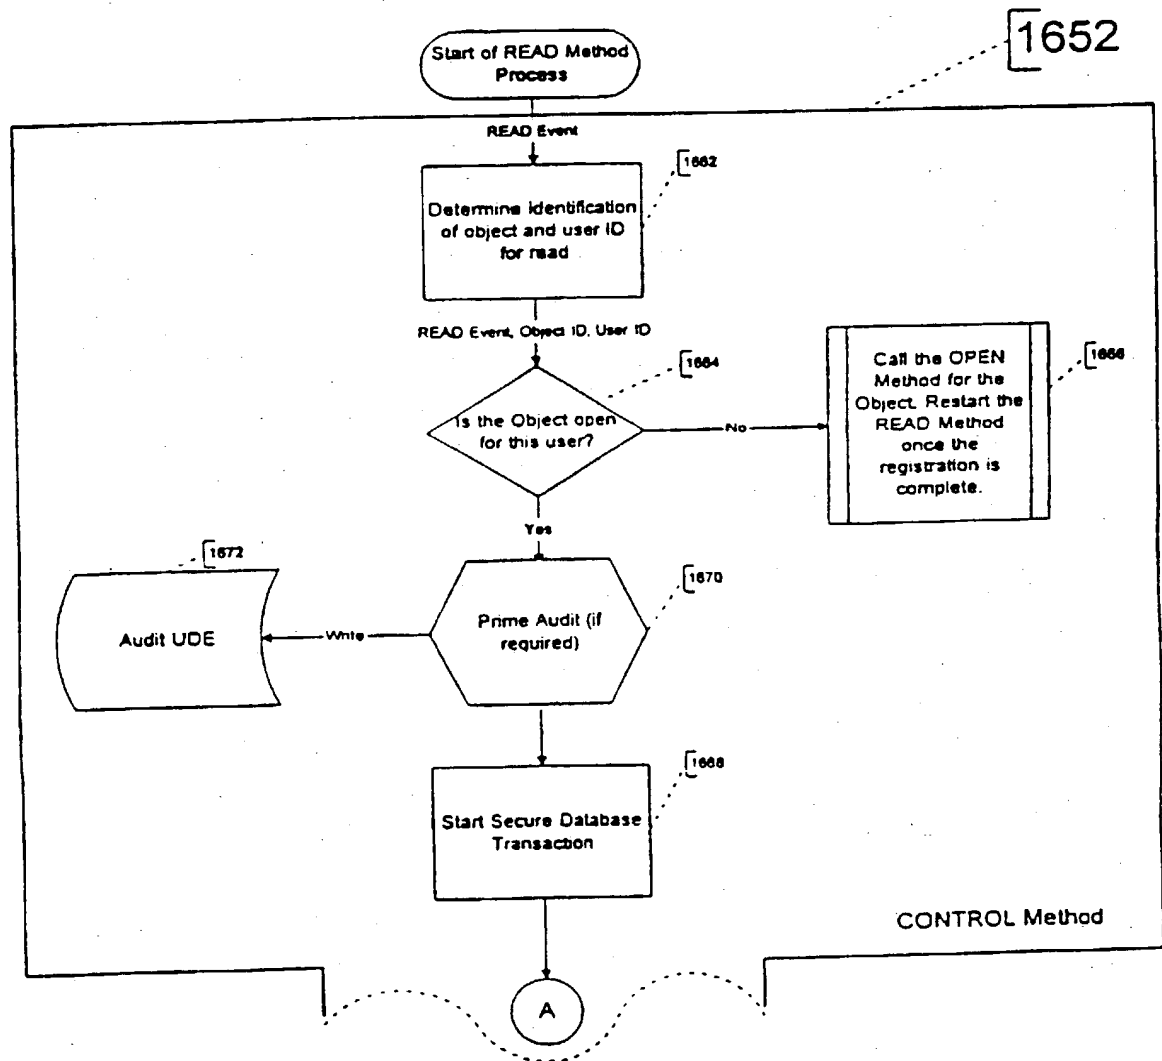 1652
Start of READ Method
Process
READ Event
1662
Determine identification
of object and user ID
for read
READ Event, Object ID, User ID
1664
Is the Object open
for this user?
No
1666
Call the OPEN
Method for the
Object. Restart the
READ Method
once the
registration is
complete.
Yes
1672
Audit UDE
Write
1670
Prime Audit (if
required)
1668
Start Secure Database
Transaction
CONTROL Method
A